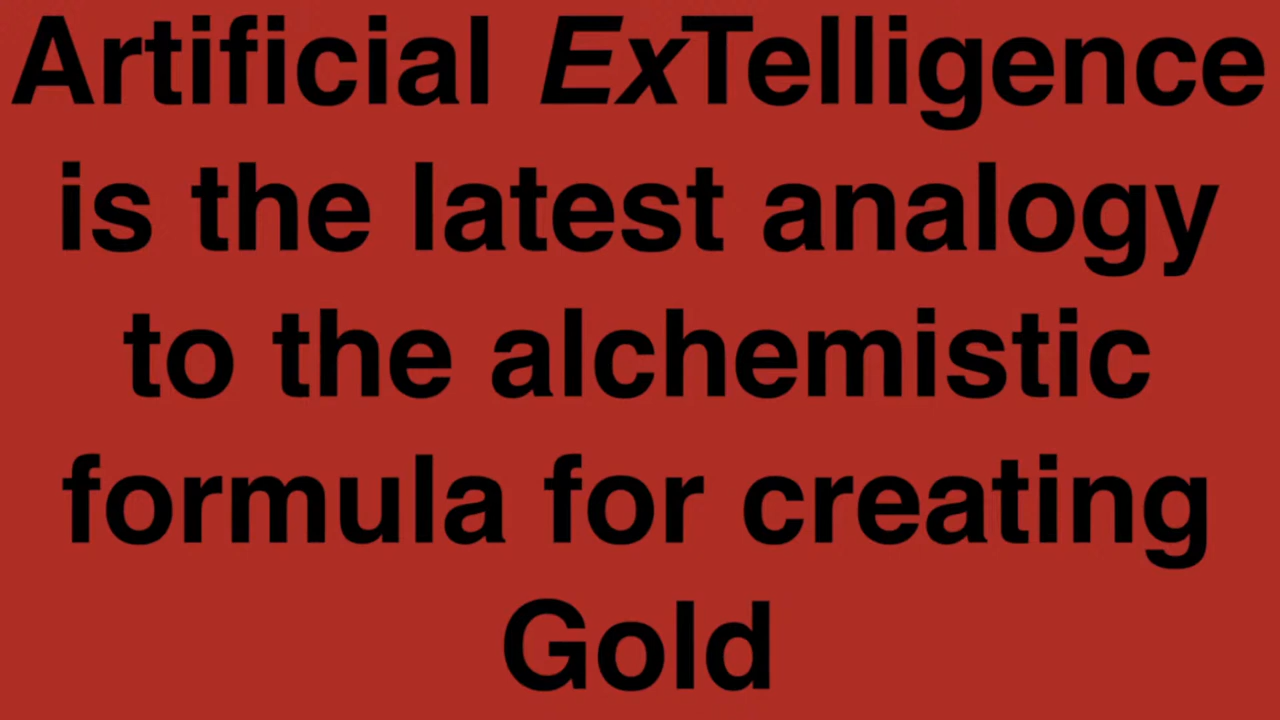 Artificial ExTelligence
is the latest analogy
to the alchemistic
formula for creating
Gold